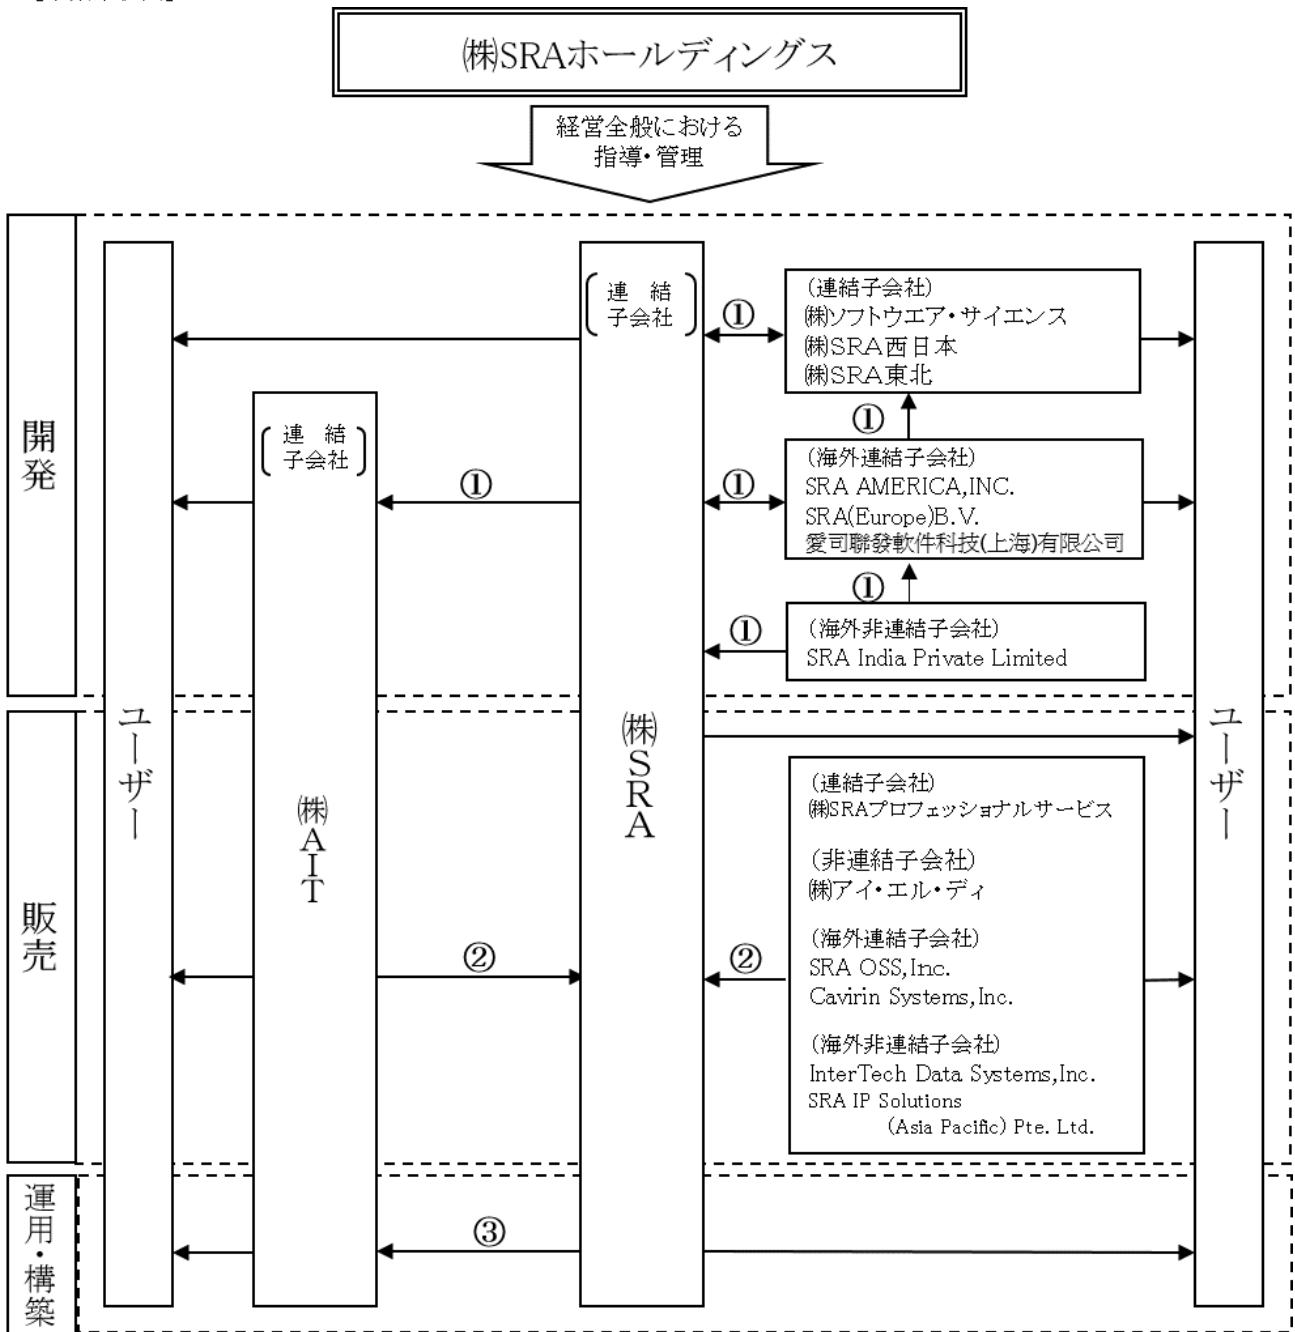 ㈱SRAホールディングス
経営全般における
指導・管理
開発
連 結
子会社
①
(連結子会社)
㈱ソフトウエア・サイエンス
㈱SRA西日本
㈱SRA東北
①
連 結
子会社
①
①
(海外連結子会社)
SRA AMERICA,INC.
SRA(Europe)B.V.
愛司聯發軟件科技(上海)有限公司
①
①
(海外非連結子会社)
SRA India Private Limited
ユーザー
㈱AIT
㈱SRA
ユーザー
販売
(連結子会社)
㈱SRAプロフェッショナルサービス
(非連結子会社)
㈱アイ・エル・ディ
(海外連結子会社)
SRA OSS,Inc.
Cavirin Systems,Inc.
②
②
(海外非連結子会社)
InterTech Data Systems,Inc.
SRA IP Solutions
(Asia Pacific) Pte. Ltd.
運用・構築
③